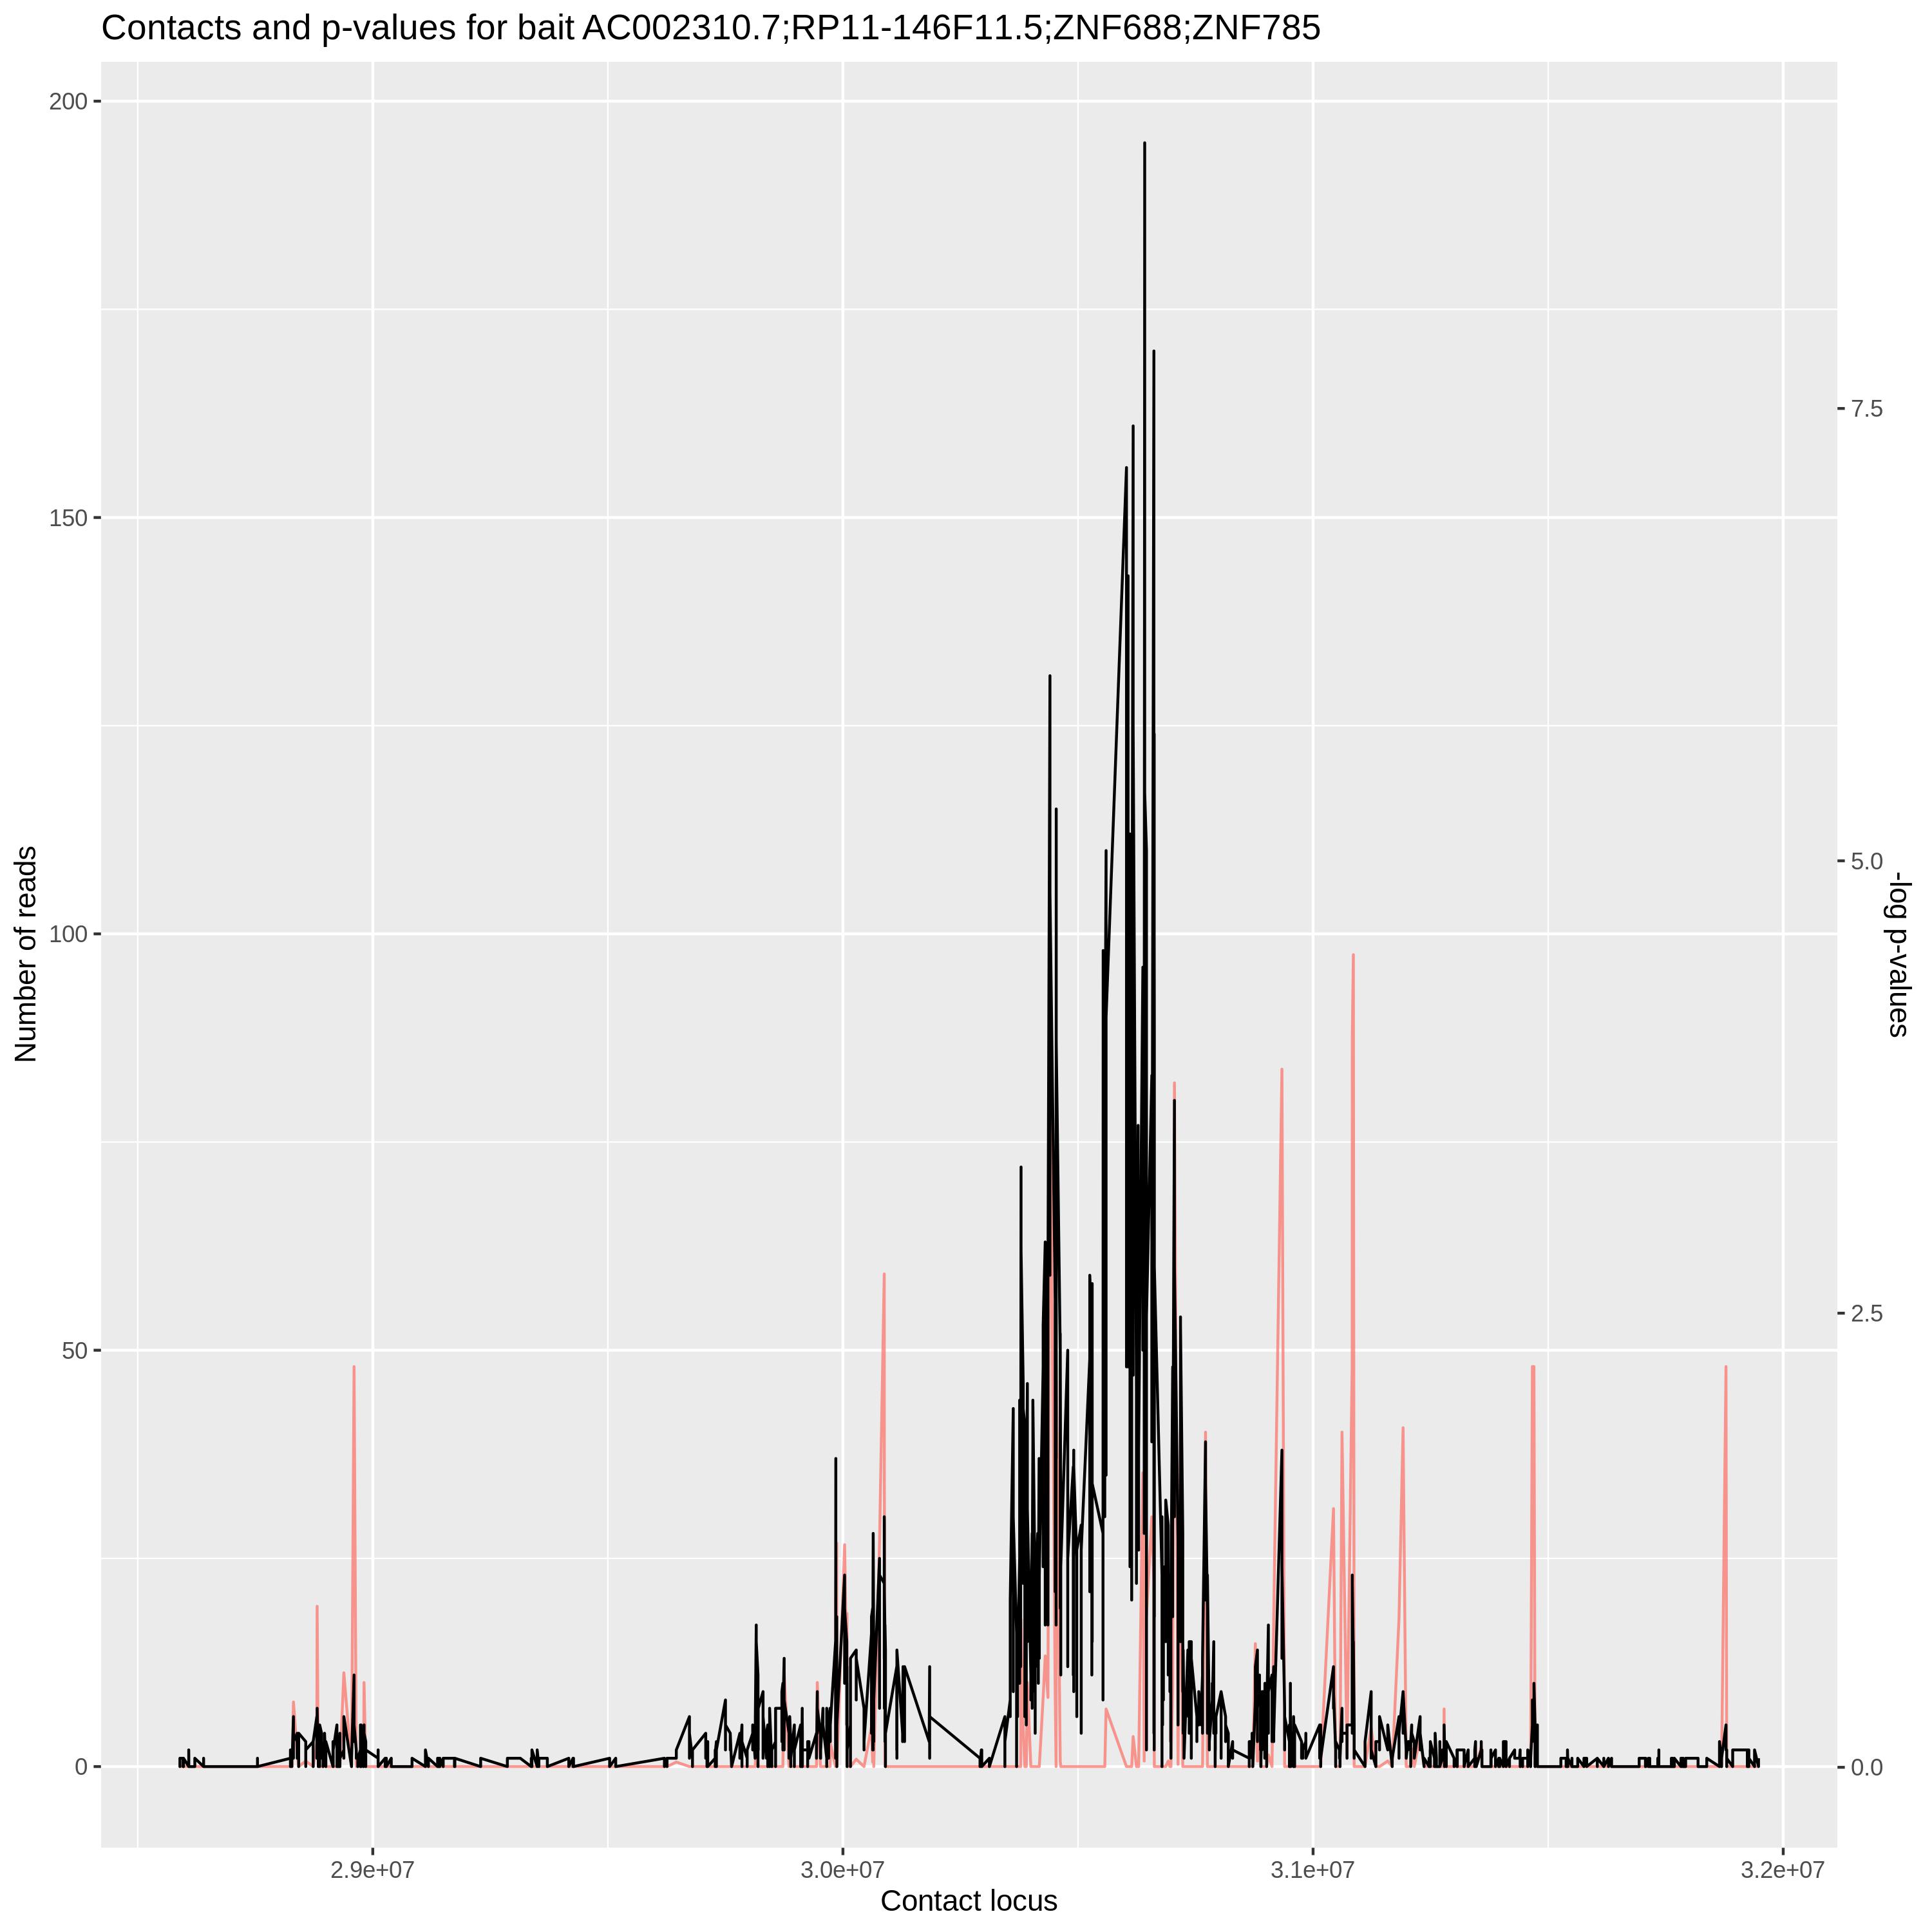 Contacts and p-values for bait AC002310.7;RP11-146F11.5;ZNF688;ZNF785
200
150
100
50
0
Number of reads
7.5
5.0
2.5
0.0
-log p-values
2.9e+07 3.0e+07 3.1e+07 3.2e+07
Contact locus